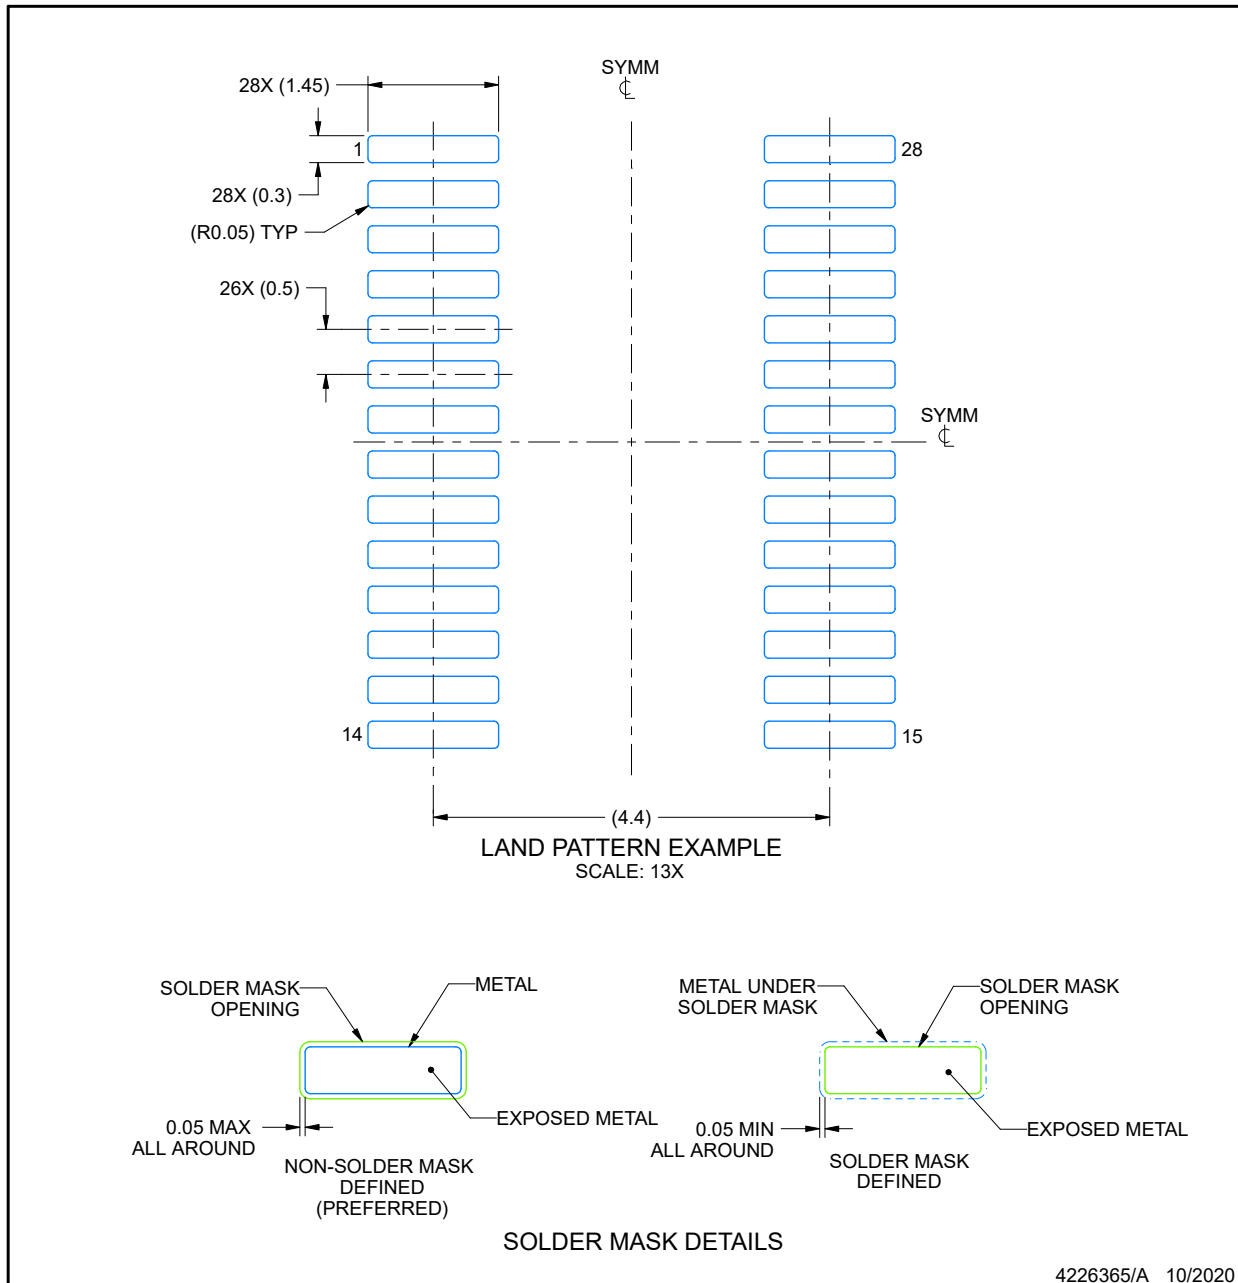 SYMM
℄
28X (1.45)
1
28
28X (0.3)
(R0.05) TYP
26X (0.5)
SYMM
℄
14
15
(4.4)
LAND PATTERN EXAMPLE
SCALE: 13X
SOLDER MASK
OPENING
METAL
EXPOSED METAL
0.05 MAX
ALL AROUND
NON-SOLDER MASK
DEFINED
(PREFERRED)
METAL UNDER
SOLDER MASK
SOLDER MASK
OPENING
EXPOSED METAL
0.05 MIN
ALL AROUND
SOLDER MASK
DEFINED
SOLDER MASK DETAILS
4226365/A 10/2020